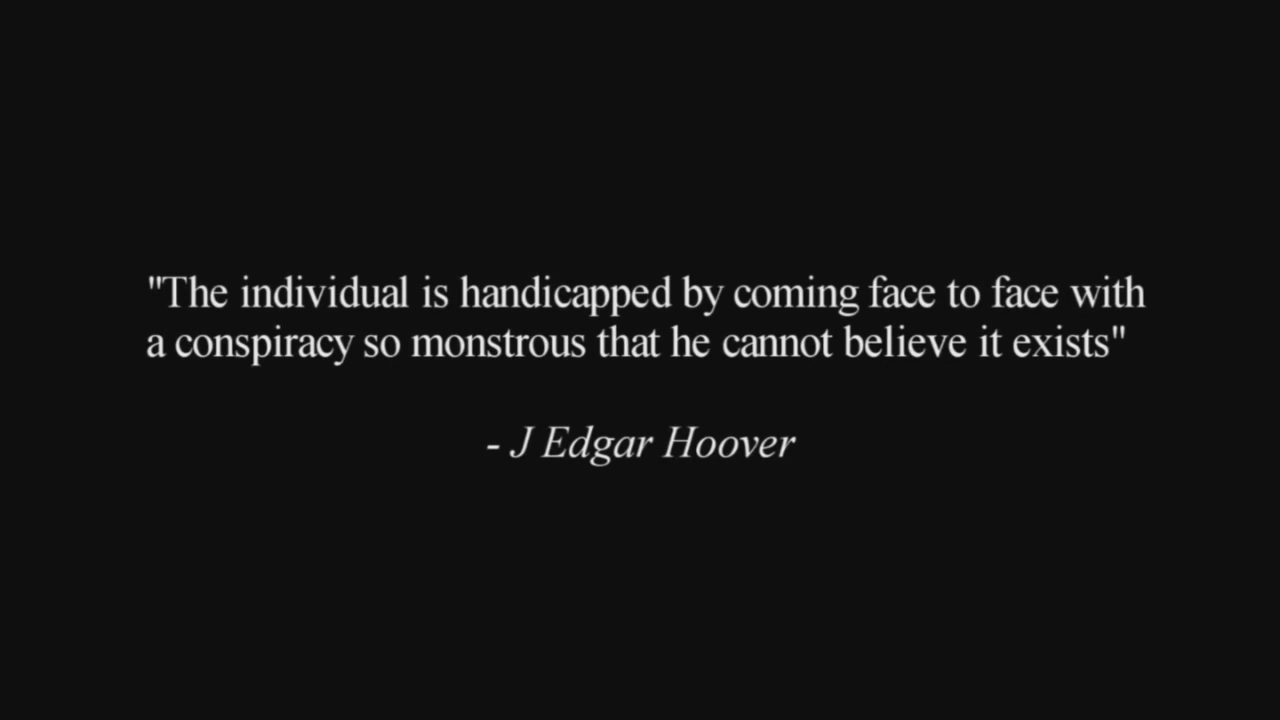 "The individual is handicapped by coming face to face with
a conspiracy so monstrous that he cannot believe it exists"
- J Edgar Hoover